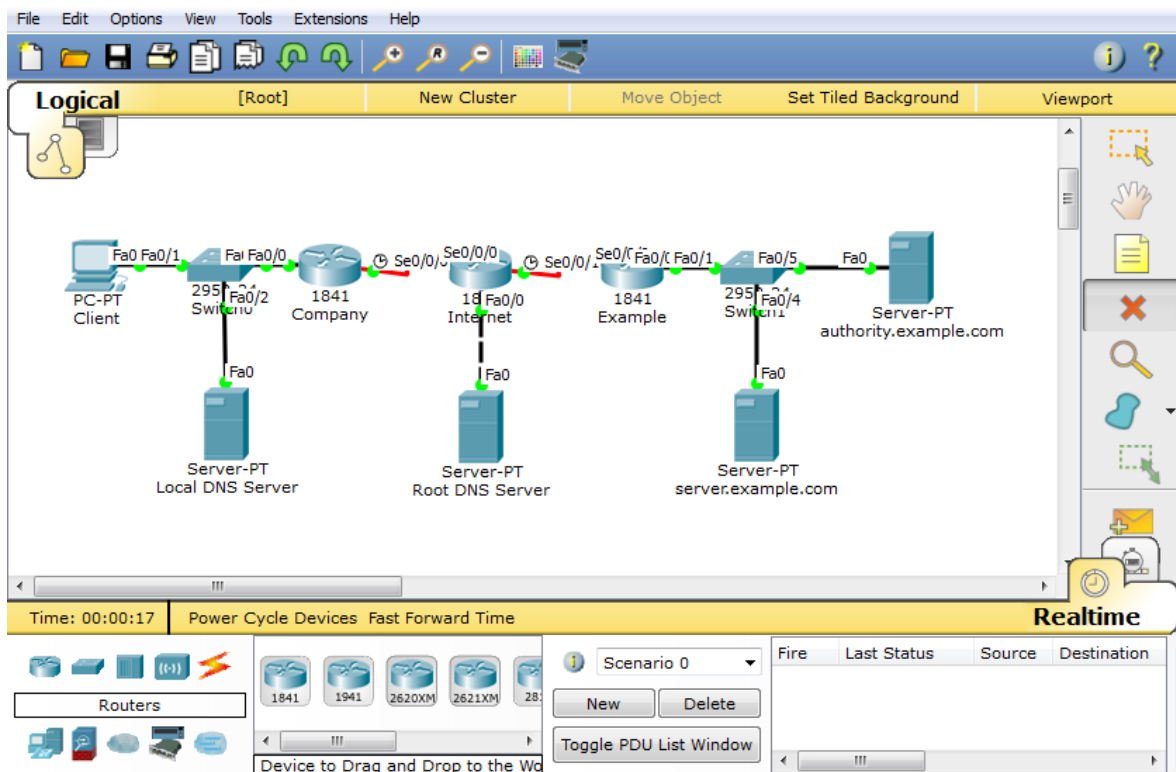 File Edit Options View Tools Extensions Help
Logical [Root] New Cluster Move Object Set Tiled Background Viewport
Fa0 Fa0/1 Fa0/0 Se0/0/ Se0/0/0 Se0/0/ Fa0/1 Fa0/5 Fa0
PC-PT
Client
Fa0/2
Switch0
1841
Company
Fa0/0
Internet
1841
Example
Fa0/4
Switch1
Server-PT
authority.example.com
Fa0
Fa0
Fa0
Server-PT
Local DNS Server
Server-PT
Root DNS Server
Server-PT
server.example.com
Time: 00:00:17 Power Cycle Devices Fast Forward Time Realtime
Routers
1841 1941 2620XM 2621XM 28
Device to Drag and Drop to the Wo
Scenario 0
New Delete
Toggle PDU List Window
Fire Last Status Source Destination